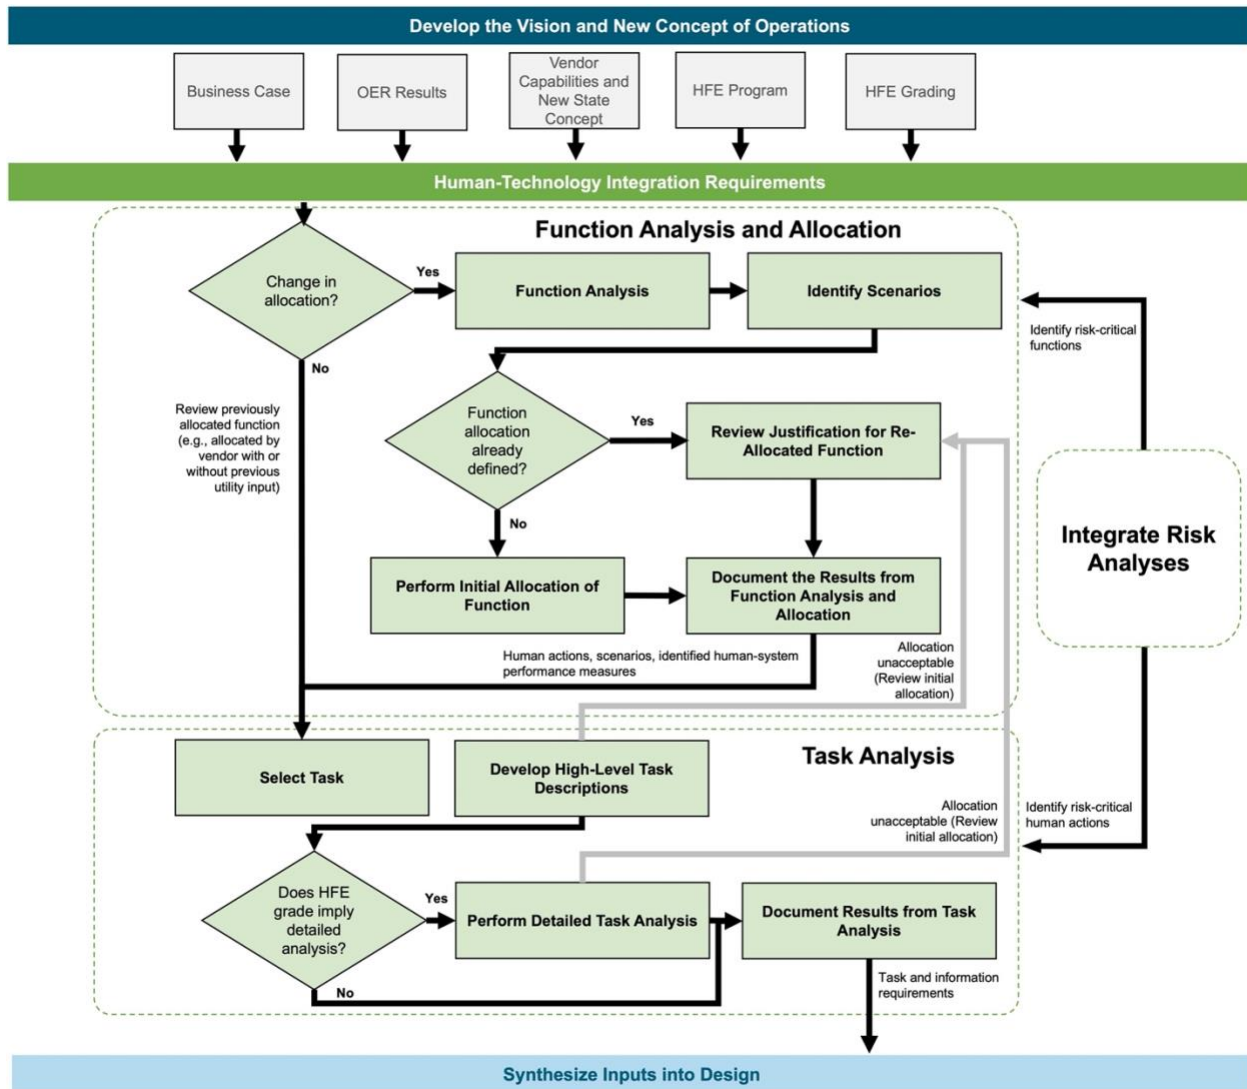 Develop the Vision and New Concept of Operations
Business Case
OER Results
Vendor
Capabilities and
New State
Concept
HFE Program
HFE Grading
Human-Technology Integration Requirements
Function Analysis and Allocation
Change in
allocation?
Yes
Function Analysis
Identify Scenarios
No
Identify risk-critical
functions
Review previously
allocated function
(e.g., allocated by
vendor with or
without previous
utility input)
Function
allocation
already
defined?
Yes
Review Justification for Re-
Allocated Function
No
Integrate Risk
Analyses
Perform Initial Allocation of
Function
Document the Results from
Function Analysis and
Allocation
Human actions, scenarios, identified human-system
performance measures
Allocation
unacceptable
(Review initial
allocation)
Task Analysis
Select Task
Develop High-Level Task
Descriptions
Allocation
unacceptable (Review
initial allocation)
Identify risk-critical
human actions
Does HFE
grade imply
detailed
analysis?
Yes
Perform Detailed Task Analysis
Document Results from Task
Analysis
No
Task and information
requirements
Synthesize Inputs into Design